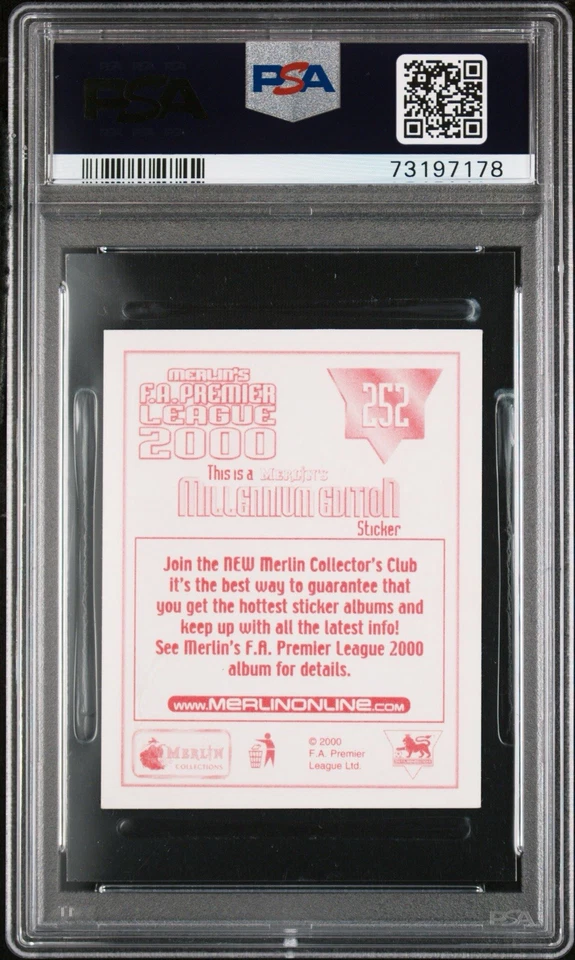 PSA
PSA
73197178
MERLIN'S
F.A. PREMIER
LEAGUE
2000
252
This is a MERLIN'S
MILLENNIUM EDITION
Sticker
Join the NEW Merlin Collector's Club
it's the best way to guarantee that
you get the hottest sticker albums and
keep up with all the latest info!
See Merlin's F.A. Premier League 2000
album for details.
www.MERLINONLINE.COM
MERLIN
COLLECTIONS
© 2000
F.A. Premier
League Ltd.
PSA